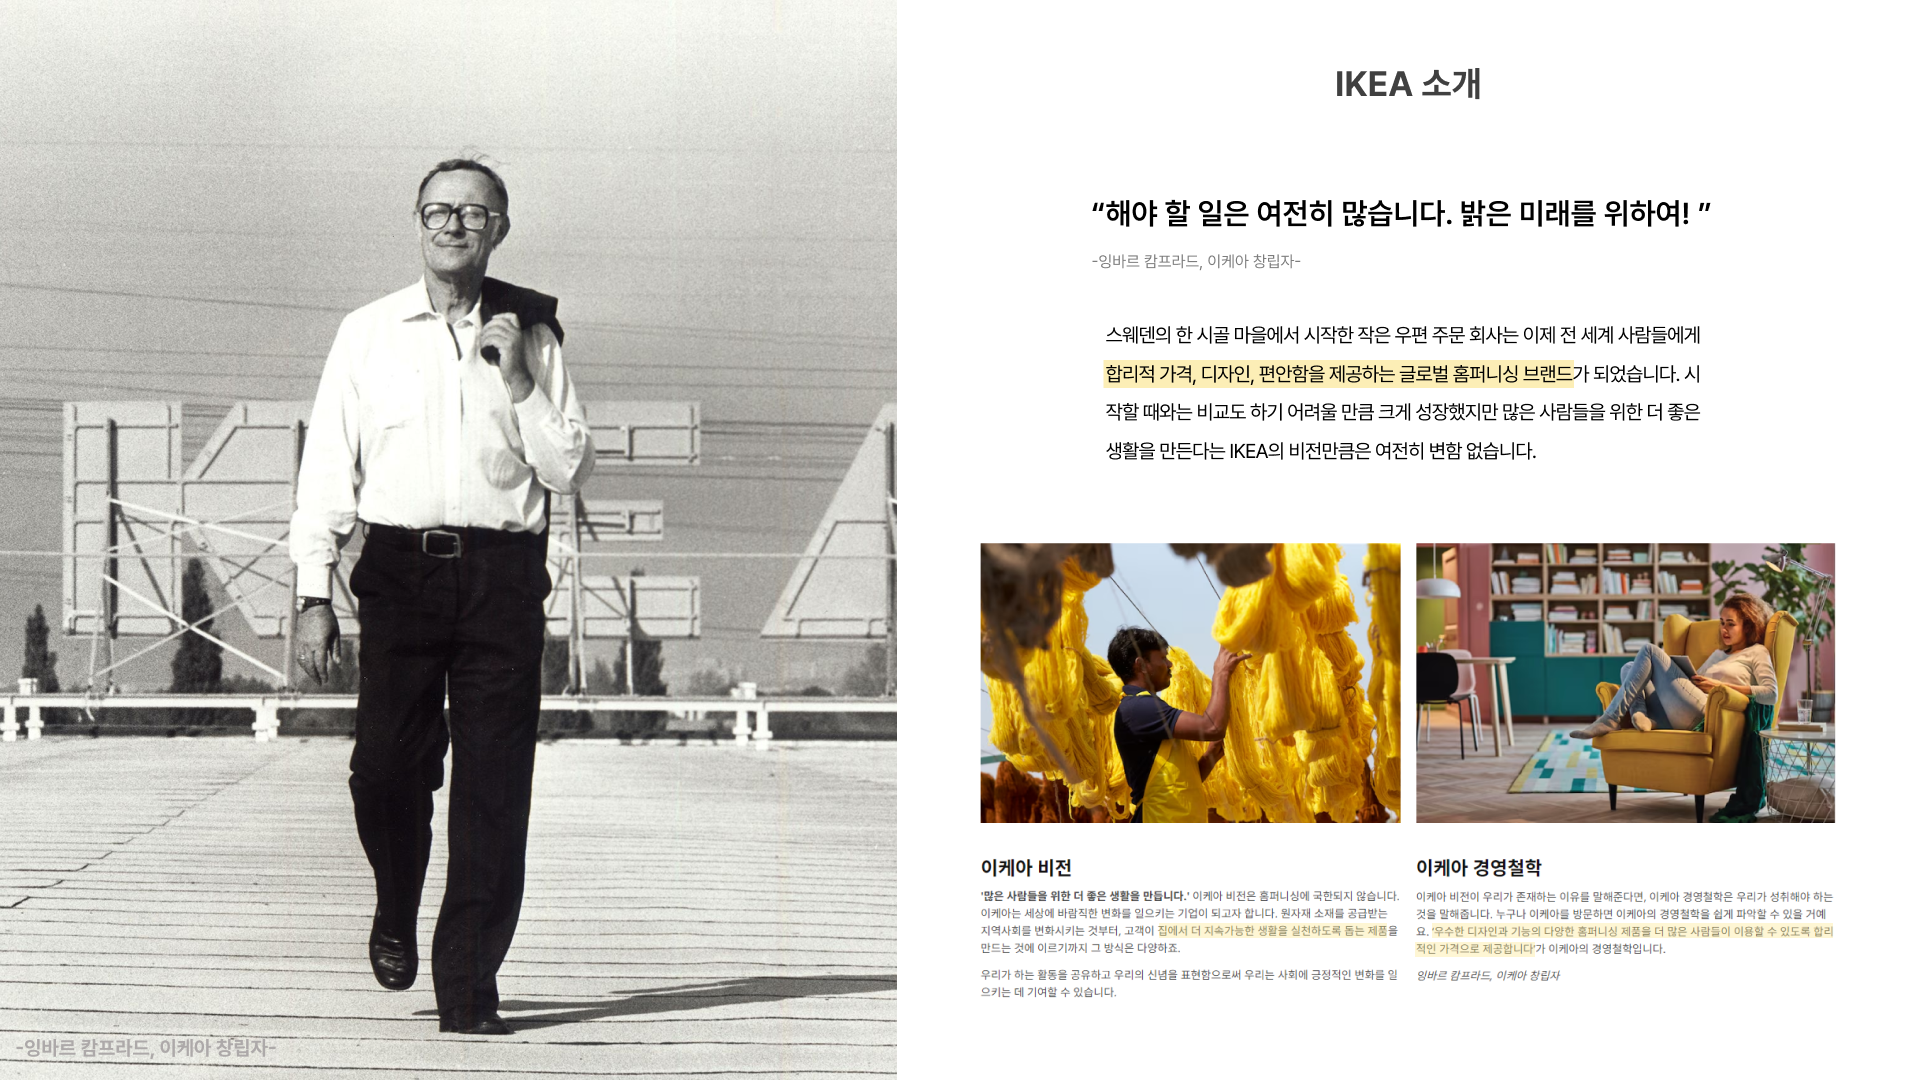 IKEA
-잉바르 캄프라드, 이케아 창립자-
IKEA 소개
“해야 할 일은 여전히 많습니다. 밝은 미래를 위하여! ”
-잉바르 캄프라드, 이케아 창립자-
스웨덴의 한 시골 마을에서 시작한 작은 우편 주문 회사는 이제 전 세계 사람들에게
합리적 가격, 디자인, 편안함을 제공하는 글로벌 홈퍼니싱 브랜드가 되었습니다. 시
작할 때와는 비교도 하기 어려울 만큼 크게 성장했지만 많은 사람들을 위한 더 좋은
생활을 만든다는 IKEA의 비전만큼은 여전히 변함 없습니다.
이케아 비전
'많은 사람들을 위한 더 좋은 생활을 만듭니다.' 이케아 비전은 홈퍼니싱에 국한되지 않습니다.
이케아는 세상에 바람직한 변화를 일으키는 기업이 되고자 합니다. 원자재 소재를 공급받는
지역사회를 변화시키는 것부터, 고객이 집에서 더 지속가능한 생활을 실천하도록 돕는 제품을
만드는 것에 이르기까지 그 방식은 다양하죠.
우리가 하는 활동을 공유하고 우리의 신념을 표현함으로써 우리는 사회에 긍정적인 변화를 일
으키는 데 기여할 수 있습니다.
이케아 경영철학
이케아 비전이 우리가 존재하는 이유를 말해준다면, 이케아 경영철학은 우리가 성취해야 하는
것을 말해줍니다. 누구나 이케아를 방문하면 이케아의 경영철학을 쉽게 파악할 수 있을 거예
요. '우수한 디자인과 기능의 다양한 홈퍼니싱 제품을 더 많은 사람들이 이용할 수 있도록 합리
적인 가격으로 제공합니다'가 이케아의 경영철학입니다.
잉바르 캄프라드, 이케아 창립자